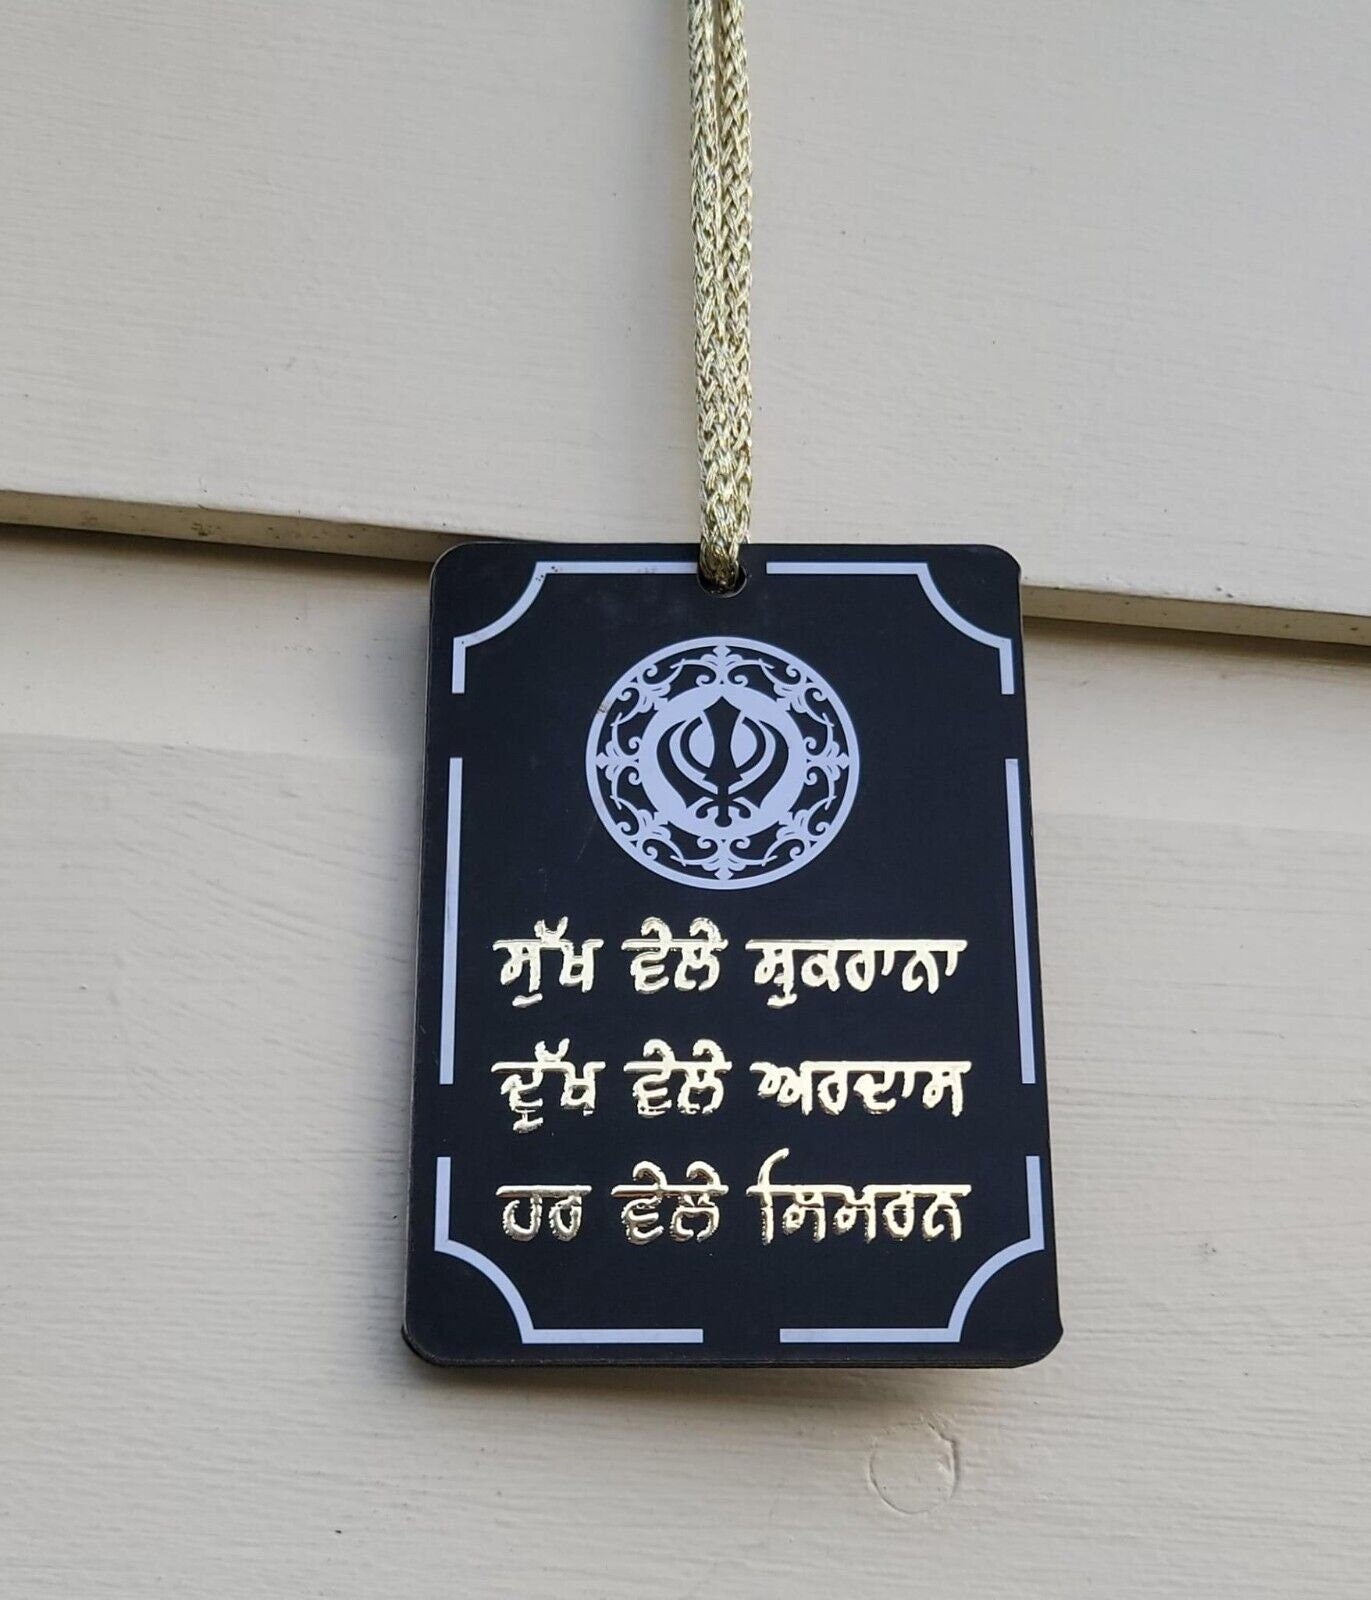 ਸੁੱਖ ਵੇਲੇ ਸ਼ੁਕਰਾਨਾ
ਦੁੱਖ ਵੇਲੇ ਅਰਦਾਸ
ਹਰ ਵੇਲੇ ਸਿਮਰਨ